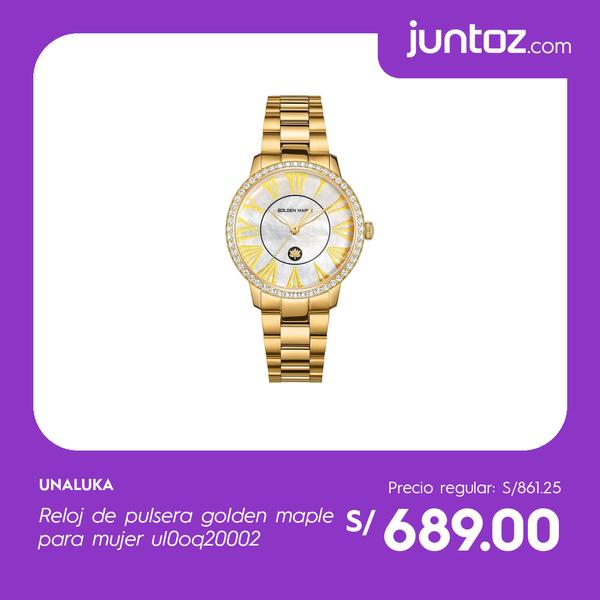 juntoz.com
GOLDEN MAPLE
UNALUKA
Precio regular: S/861.25
Reloj de pulsera golden maple
para mujer ul0oq20002
S/ 689.00